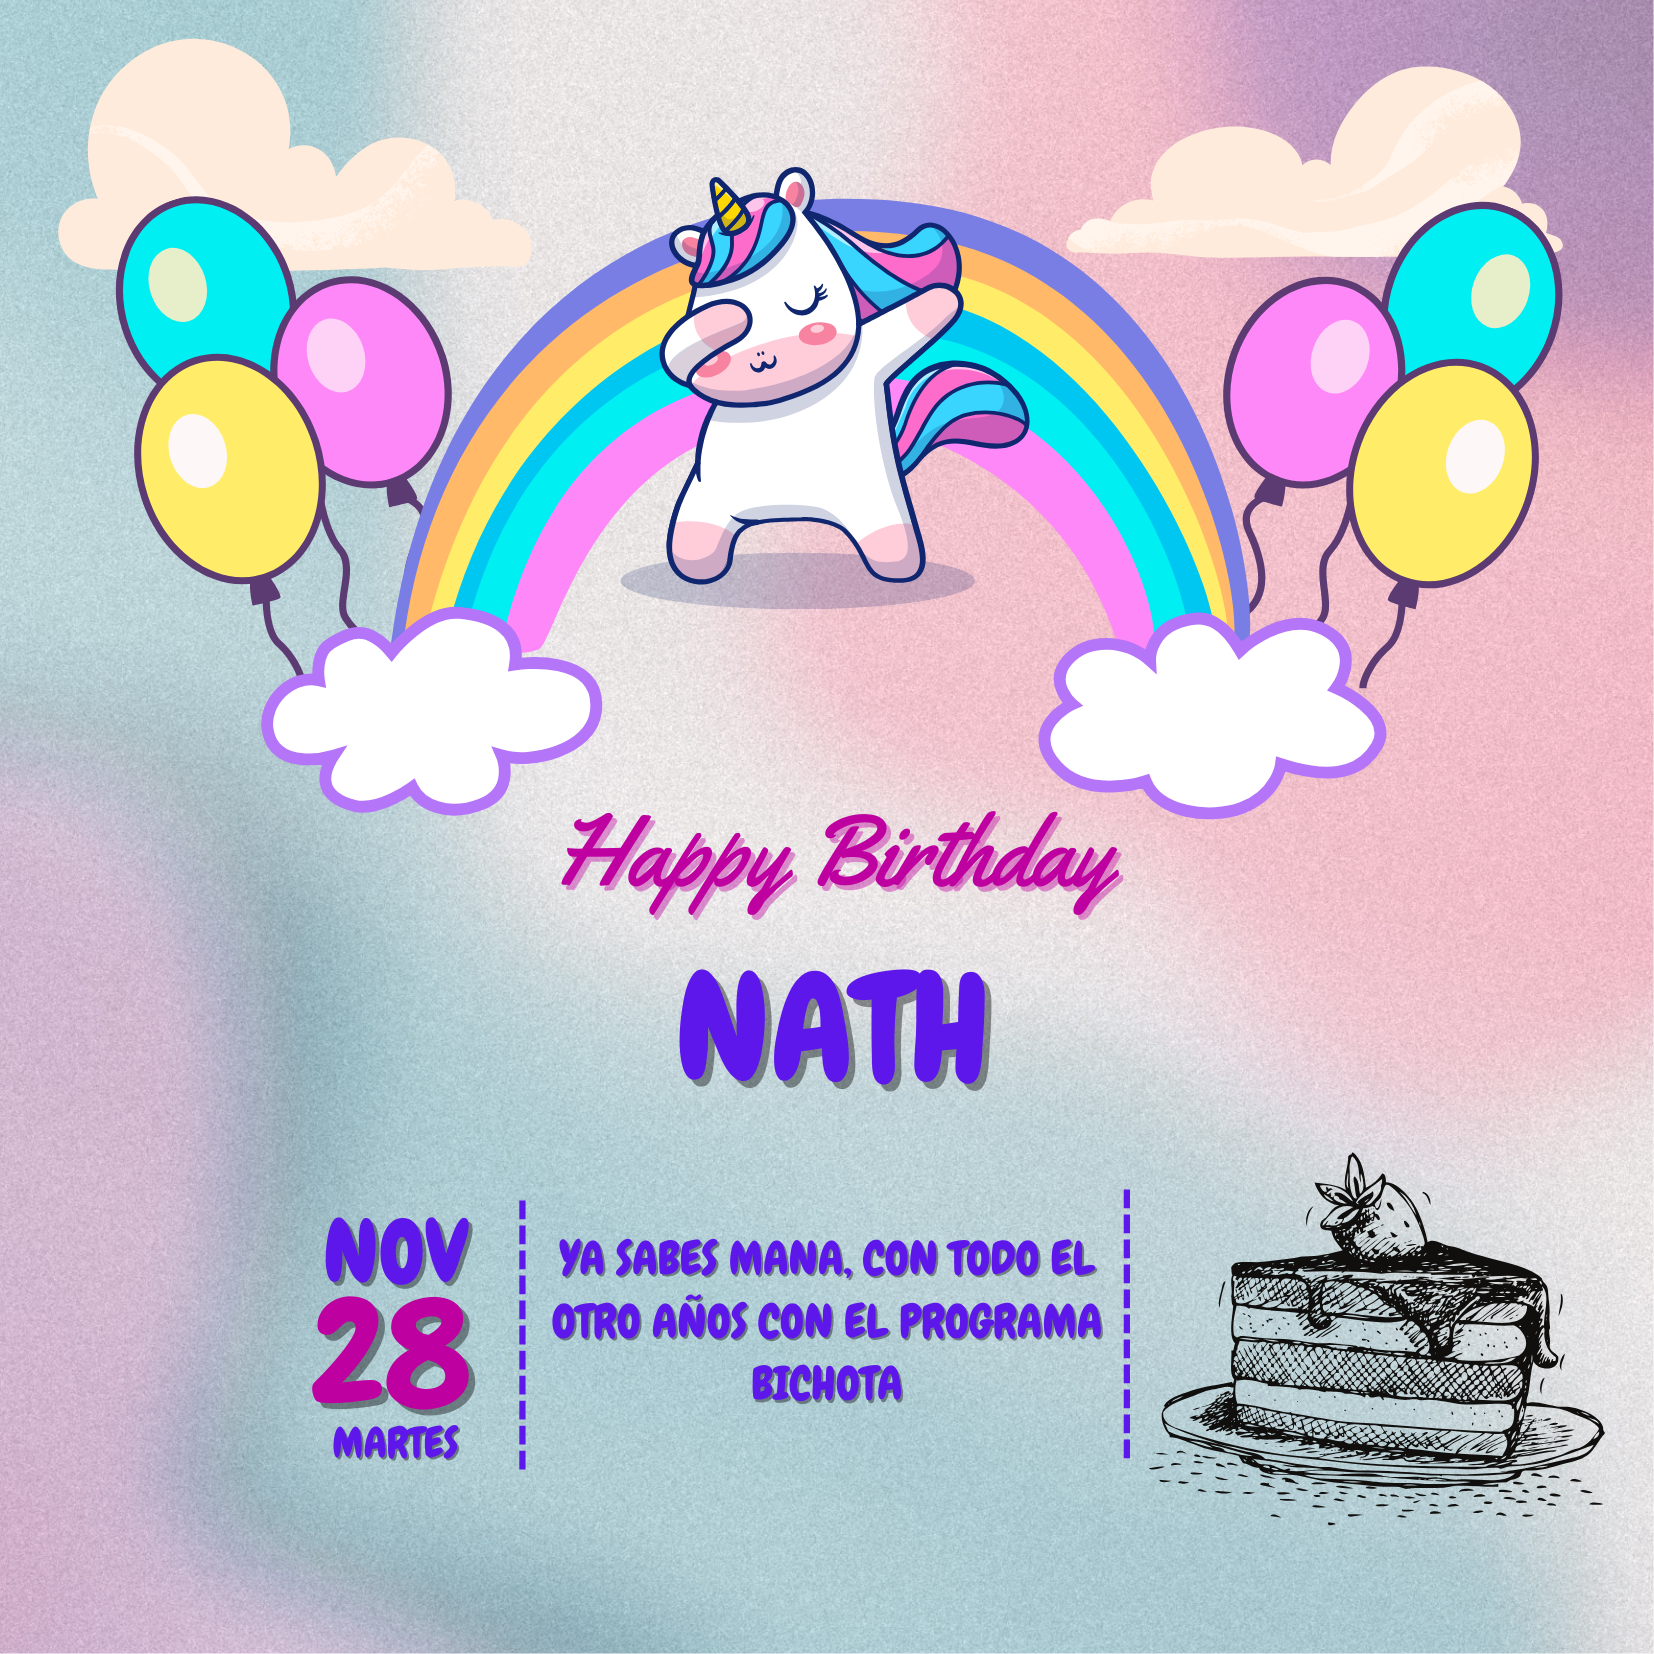 Happy Birthday
NATH
NOV
28
MARTES
YA SABES MANA, CON TODO EL
OTRO AÑOS CON EL PROGRAMA
BICHOTA